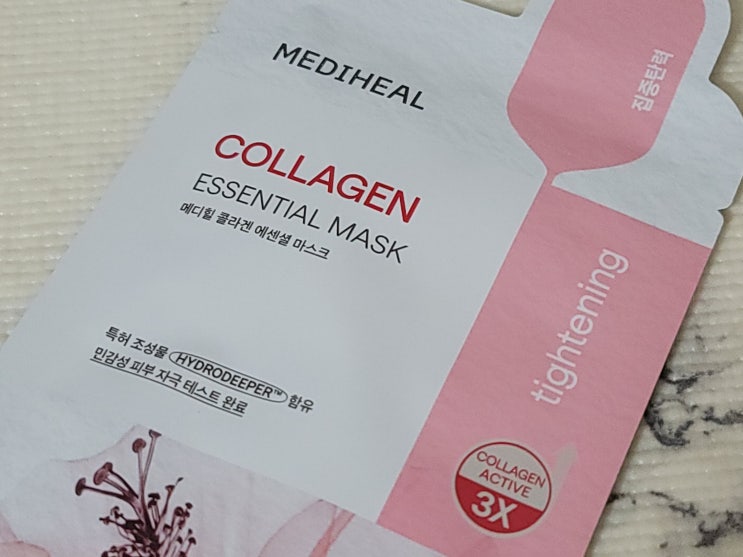 MEDIHEAL
COLLAGEN
ESSENTIAL MASK
메디힐 콜라겐 에센셜 마스크
특허 조성물 HYDRODEEPER™ 함유
민감성 피부 자극 테스트 완료
집중탄력
tightening
COLLAGEN
ACTIVE
3X